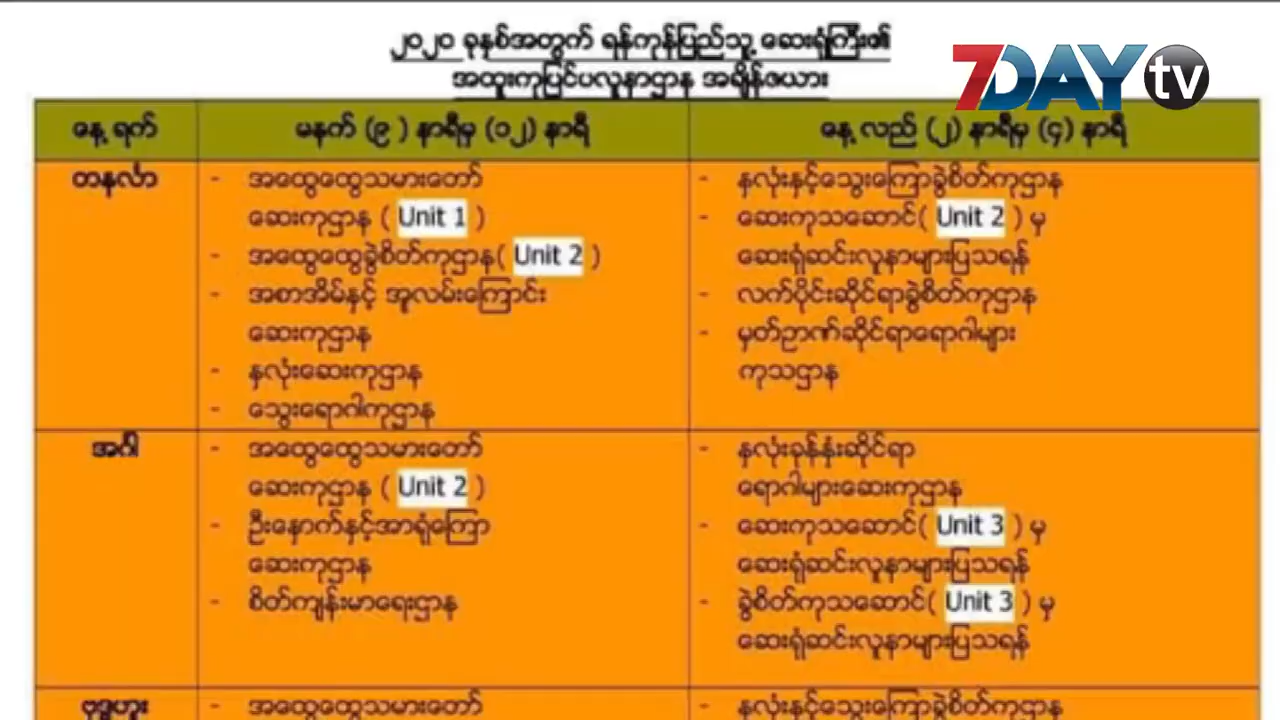 ၂၀၂၀ ခုနှစ်အတွက် ရန်ကုန်ပြည်သူ့ ဆေးရုံကြီး၏
အထူးကုပြင်ပလူနာဌာန အချိန်ဇယား
7DAY tv
နေ့ ရက်
မနက် (၉ ) နာရီမှ (၁၂) နာရီ
နေ့ လည် (၂) နာရီမှ (၄) နာရီ
တနင်္လာ
- အထွေထွေသမားတော်
ဆေးကုဌာန ( Unit 1 )
- အထွေထွေခွဲစိတ်ကုဌာန( Unit 2 )
- အစာအိမ်နှင့် အူလမ်းကြောင်း
ဆေးကုဌာန
- နှလုံးဆေးကုဌာန
- သွေးရောဂါကုဌာန
- နှလုံးနှင့်သွေးကြောခွဲစိတ်ကုဌာန
- ဆေးကုသဆောင်( Unit 2 ) မှ
ဆေးရုံဆင်းလူနာများပြသရန်
- လက်ပိုင်းဆိုင်ရာခွဲစိတ်ကုဌာန
- မှတ်ဉာဏ်ဆိုင်ရာရောဂါများ
ကုသဌာန
အင်္ဂါ
- အထွေထွေသမားတော်
ဆေးကုဌာန ( Unit 2 )
- ဦးနှောက်နှင့်အာရုံကြော
ဆေးကုဌာန
- စိတ်ကျန်းမာရေးဌာန
- နှလုံးခုန်နှုံးဆိုင်ရာ
ရောဂါများဆေးကုဌာန
- ဆေးကုသဆောင်( Unit 3 ) မှ
ဆေးရုံဆင်းလူနာများပြသရန်
- ခွဲစိတ်ကုသဆောင်( Unit 3 ) မှ
ဆေးရုံဆင်းလူနာများပြသရန်
ဗုဒ္ဓဟူး
- အထွေထွေသမားတော်
- နှလုံးနှင့်သွေးကြောခွဲစိတ်ကုဌာန